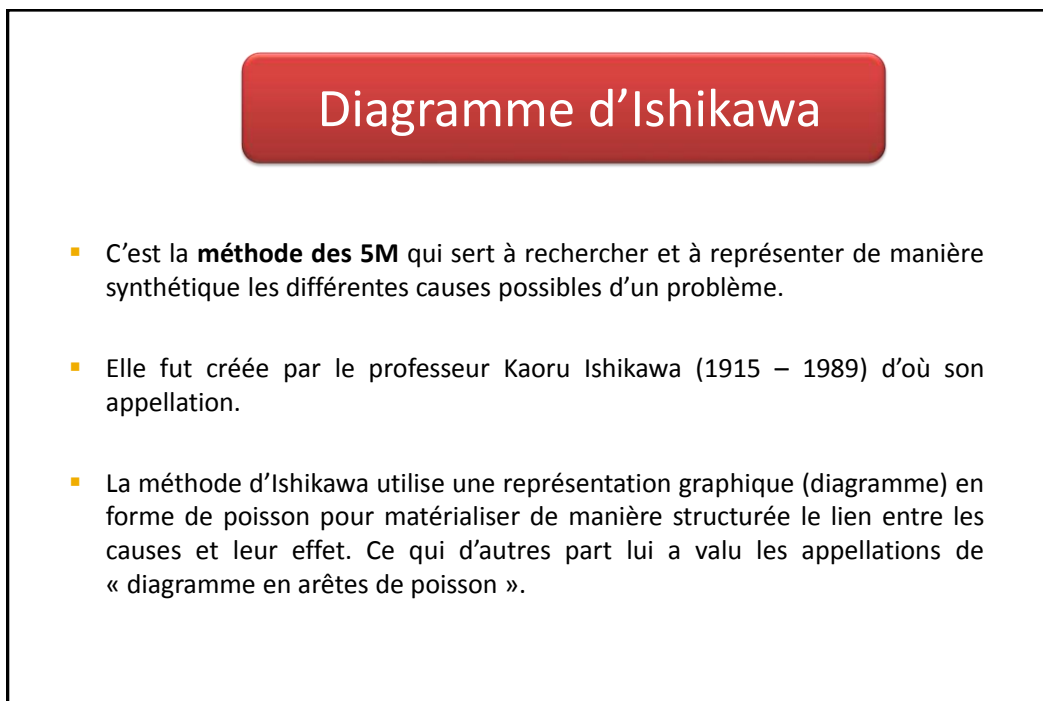 Diagramme d’Ishikawa
▪ C’est la méthode des 5M qui sert à rechercher et à représenter de manière
synthétique les différentes causes possibles d’un problème.
▪ Elle fut créée par le professeur Kaoru Ishikawa (1915 – 1989) d’où son
appellation.
▪ La méthode d’Ishikawa utilise une représentation graphique (diagramme) en
forme de poisson pour matérialiser de manière structurée le lien entre les
causes et leur effet. Ce qui d’autres part lui a valu les appellations de
« diagramme en arêtes de poisson ».